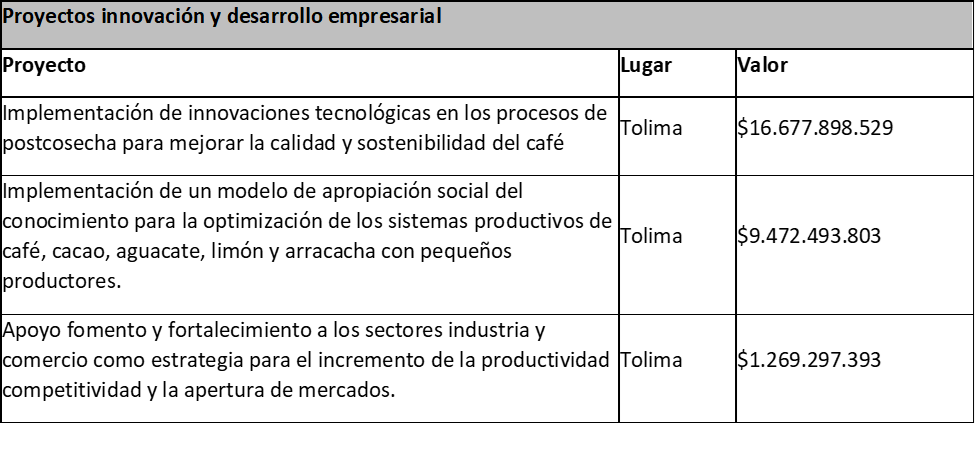 Proyectos innovación y desarrollo empresarial
Proyecto Lugar Valor
Implementación de innovaciones tecnológicas en los procesos de
postcosecha para mejorar la calidad y sostenibilidad del café
Tolima
$16.677.898.529
Implementación de un modelo de apropiación social del
conocimiento para la optimización de los sistemas productivos de
café, cacao, aguacate, limón y arracacha con pequeños
productores.
Tolima
$9.472.493.803
Apoyo fomento y fortalecimiento a los sectores industria y
comercio como estrategia para el incremento de la productividad
competitividad y la apertura de mercados.
Tolima
$1.269.297.393